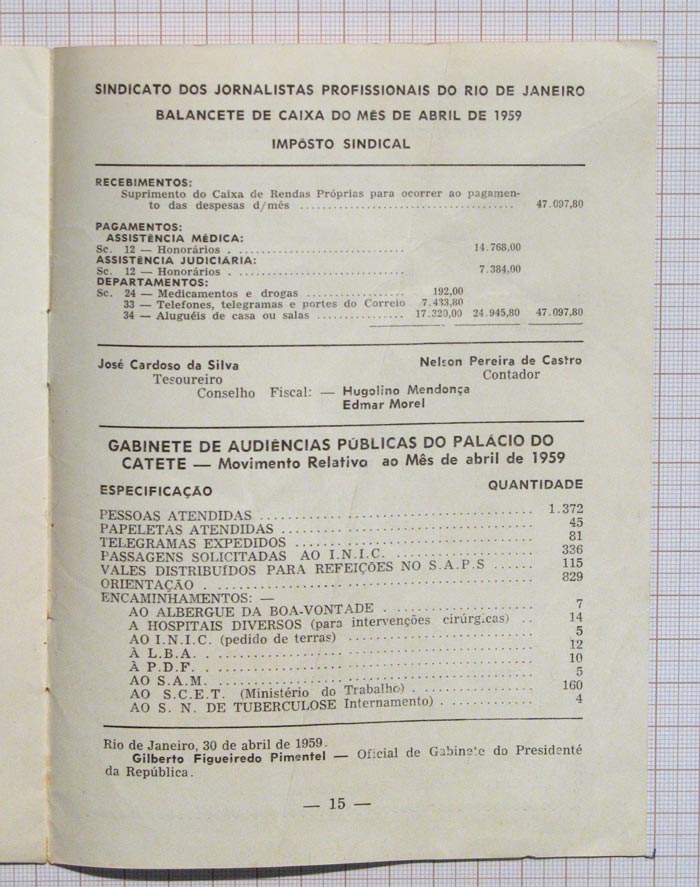 SINDICATO DOS JORNALISTAS PROFISSIONAIS DO RIO DE JANEIRO
BALANCETE DE CAIXA DO MÊS DE ABRIL DE 1959
IMPÔSTO SINDICAL
RECEBIMENTOS:
Suprimento do Caixa de Rendas Próprias para ocorrer ao pagamen-
to das despesas d/mês ................................... 47.097,80
PAGAMENTOS:
ASSISTÊNCIA MÉDICA:
Sc. 12 — Honorários . ............................ 14.768,00
ASSISTÊNCIA JUDICIÁRIA:
Sc. 12 — Honorários . ............................ 7.384,00
DEPARTAMENTOS:
Sc. 24 — Medicamentos e drogas ................ 192,00
33 — Telefones, telegramas e portes do Correio 7.433,80
34 — Aluguéis de casa ou salas .............. 17.320,00 24.945,80 47.097,80
José Cardoso da Silva Nelson Pereira de Castro
Tesoureiro Contador
Conselho Fiscal: — Hugolino Mendonça
Edmar Morel
GABINETE DE AUDIÊNCIAS PÚBLICAS DO PALÁCIO DO
CATETE — Movimento Relativo ao Mês de abril de 1959
ESPECIFICAÇÃO QUANTIDADE
PESSOAS ATENDIDAS ................................ 1.372
PAPELETAS ATENDIDAS .............................. 45
TELEGRAMAS EXPEDIDOS ............................. 81
PASSAGENS SOLICITADAS AO I.N.I.C. ................ 336
VALES DISTRIBUÍDOS PARA REFEIÇÕES NO S.A.P.S ...... 115
ORIENTAÇÃO . ..................................... 829
ENCAMINHAMENTOS: —
AO ALBERGUE DA BOA-VONTADE . ................. 7
A HOSPITAIS DIVERSOS (para intervenções cirúrgicas) .. 14
AO I.N.I.C. (pedido de terras) .................... 5
À L.B.A. . ....................................... 12
À P.D.F. . ....................................... 10
AO S.A.M. ........................................ 5
AO S.C.E.T. (Ministério do Trabalho) . ............ 160
AO S. N. DE TUBERCULOSE Internamento) . .......... 4
Rio de Janeiro, 30 de abril de 1959.
Gilberto Figueiredo Pimentel — Oficial de Gabinete do Presidente
da República.
— 15 —